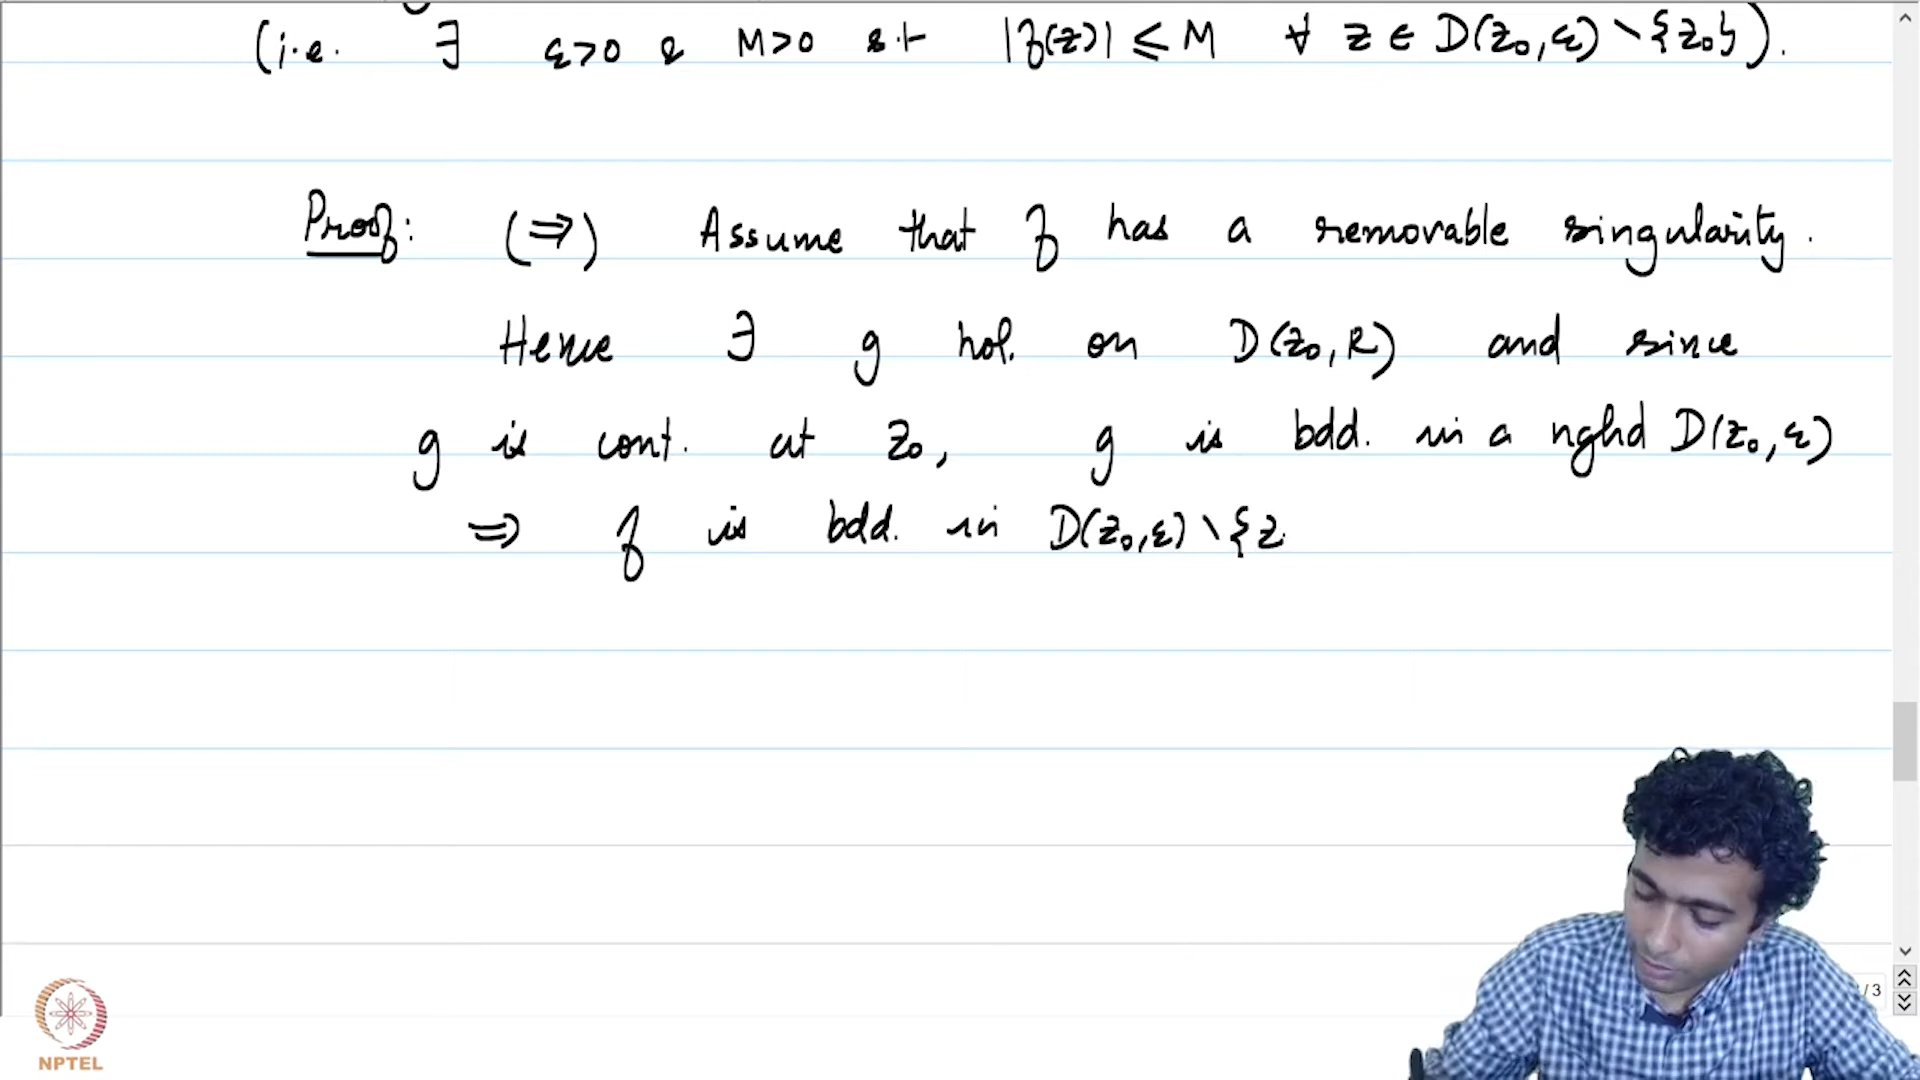 (i.e. ∃ ε>0 & M>0 s.t |f(z)| ≤ M ∀ z ∈ D(z₀,ε) \ {z₀}).
Proof: (⇒) Assume that f has a removable singularity.
Hence ∃ g hol. on D(z₀, R) and since
g is cont. at z₀, g is bdd. in a nghd D(z₀,ε)
⇒ f is bdd. in D(z₀,ε) \ {z
/ 3
NPTEL